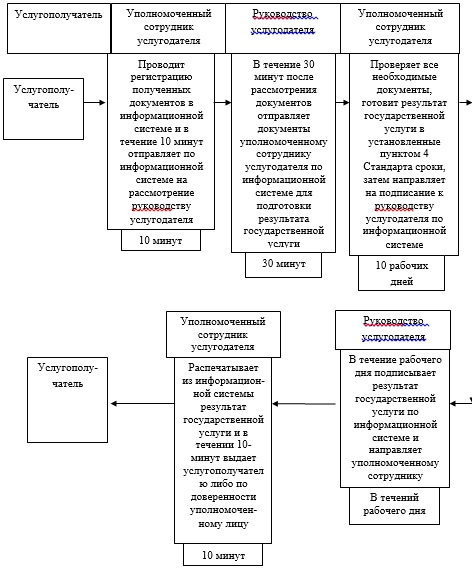 Услугополучатель
Уполномоченный
сотрудник
услугодателя
Руководство
услугодателя
Уполномоченный
сотрудник
услугодателя
Услугополу-
чатель
Проводит
регистрацию
полученных
документов в
информационной
системе и в
течение 10 минут
отправляет по
информационной
системе на
рассмотрение
руководству
услугодателя
10 минут
В течение 30
минут после
рассмотрения
документов
отправляет
документы
уполномоченному
сотруднику
услугодателя по
информационной
системе для
подготовки
результата
государственной
услуги
30 минут
Проверяет все
необходимые
документы,
готовит результат
государственной
услуги в
установленные
пунктом 4
Стандарта сроки,
затем направляет
на подписание к
руководству
услугодателя по
информационной
системе
10 рабочих
дней
Руководство
услугодателя
В течение рабочего
дня подписывает
результат
государственной
услуги по
информационной
системе и
направляет
уполномоченному
сотруднику
В течений
рабочего дня
Уполномоченный
сотрудник
услугодателя
Распечатывает
из информацион-
ной системы
результат
государственной
услуги и в
течении 10-
минут выдает
услугополучател
ю либо по
доверенности
уполномочен-
ному лицу
10 минут
Услугополу-
чатель